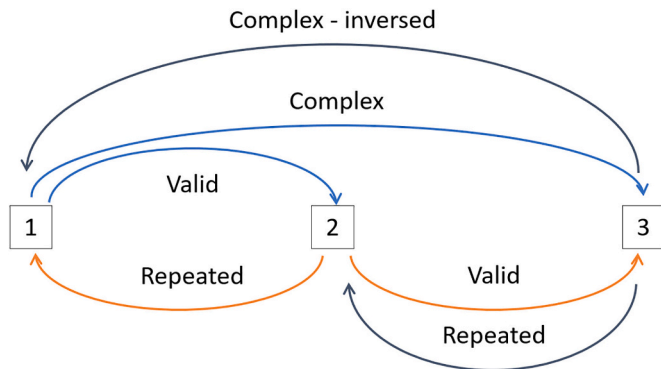 Complex - inversed
Complex
Valid
1
2
3
Repeated
Valid
Repeated